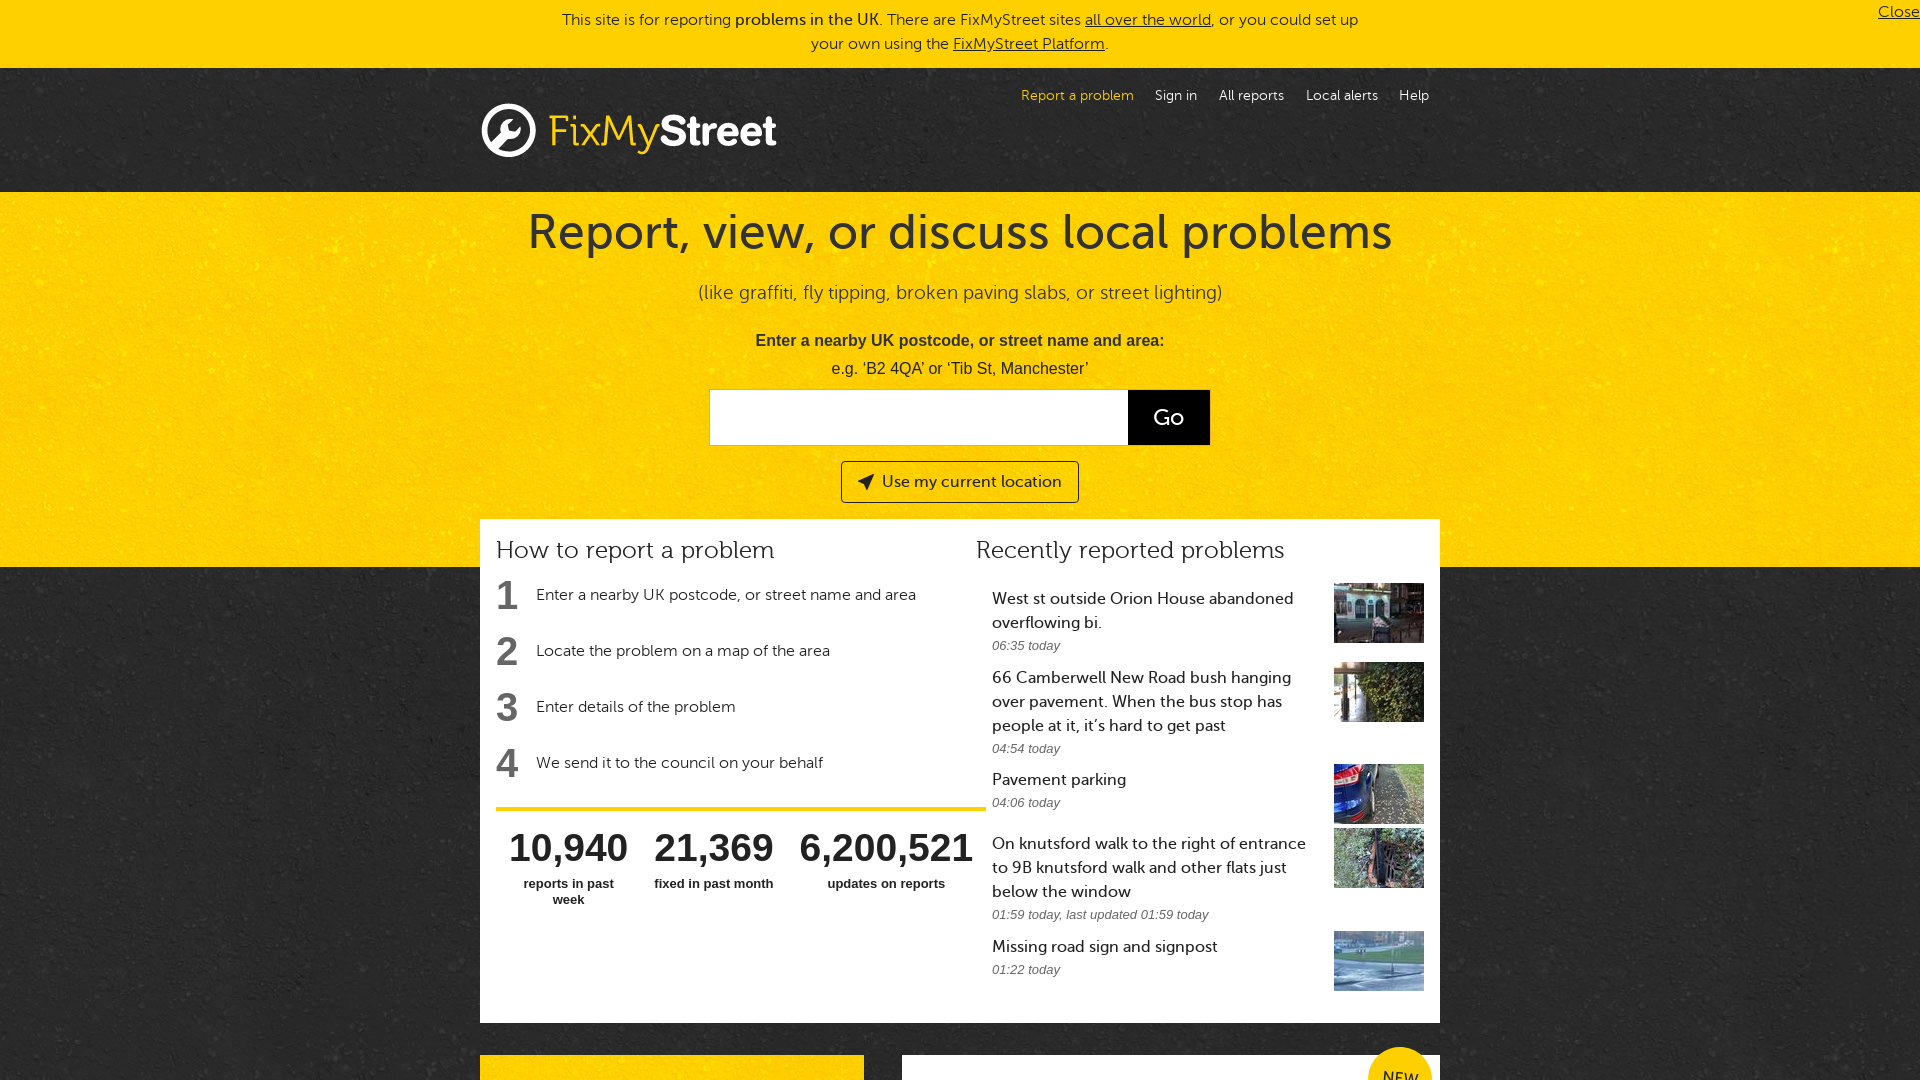 This site is for reporting problems in the UK. There are FixMyStreet sites all over the world, or you could set up
your own using the FixMyStreet Platform.
Close
Report a problem
Sign in
All reports
Local alerts
Help
FixMyStreet
Report, view, or discuss local problems
(like graffiti, fly tipping, broken paving slabs, or street lighting)
Enter a nearby UK postcode, or street name and area:
e.g. ‘B2 4QA’ or ‘Tib St, Manchester’
Go
Use my current location
How to report a problem
1 Enter a nearby UK postcode, or street name and area
2 Locate the problem on a map of the area
3 Enter details of the problem
4 We send it to the council on your behalf
10,940
reports in past
week
21,369
fixed in past month
6,200,521
updates on reports
Recently reported problems
West st outside Orion House abandoned
overflowing bi.
06:35 today
66 Camberwell New Road bush hanging
over pavement. When the bus stop has
people at it, it’s hard to get past
04:54 today
Pavement parking
04:06 today
On knutsford walk to the right of entrance
to 9B knutsford walk and other flats just
below the window
01:59 today, last updated 01:59 today
Missing road sign and signpost
01:22 today
NEW